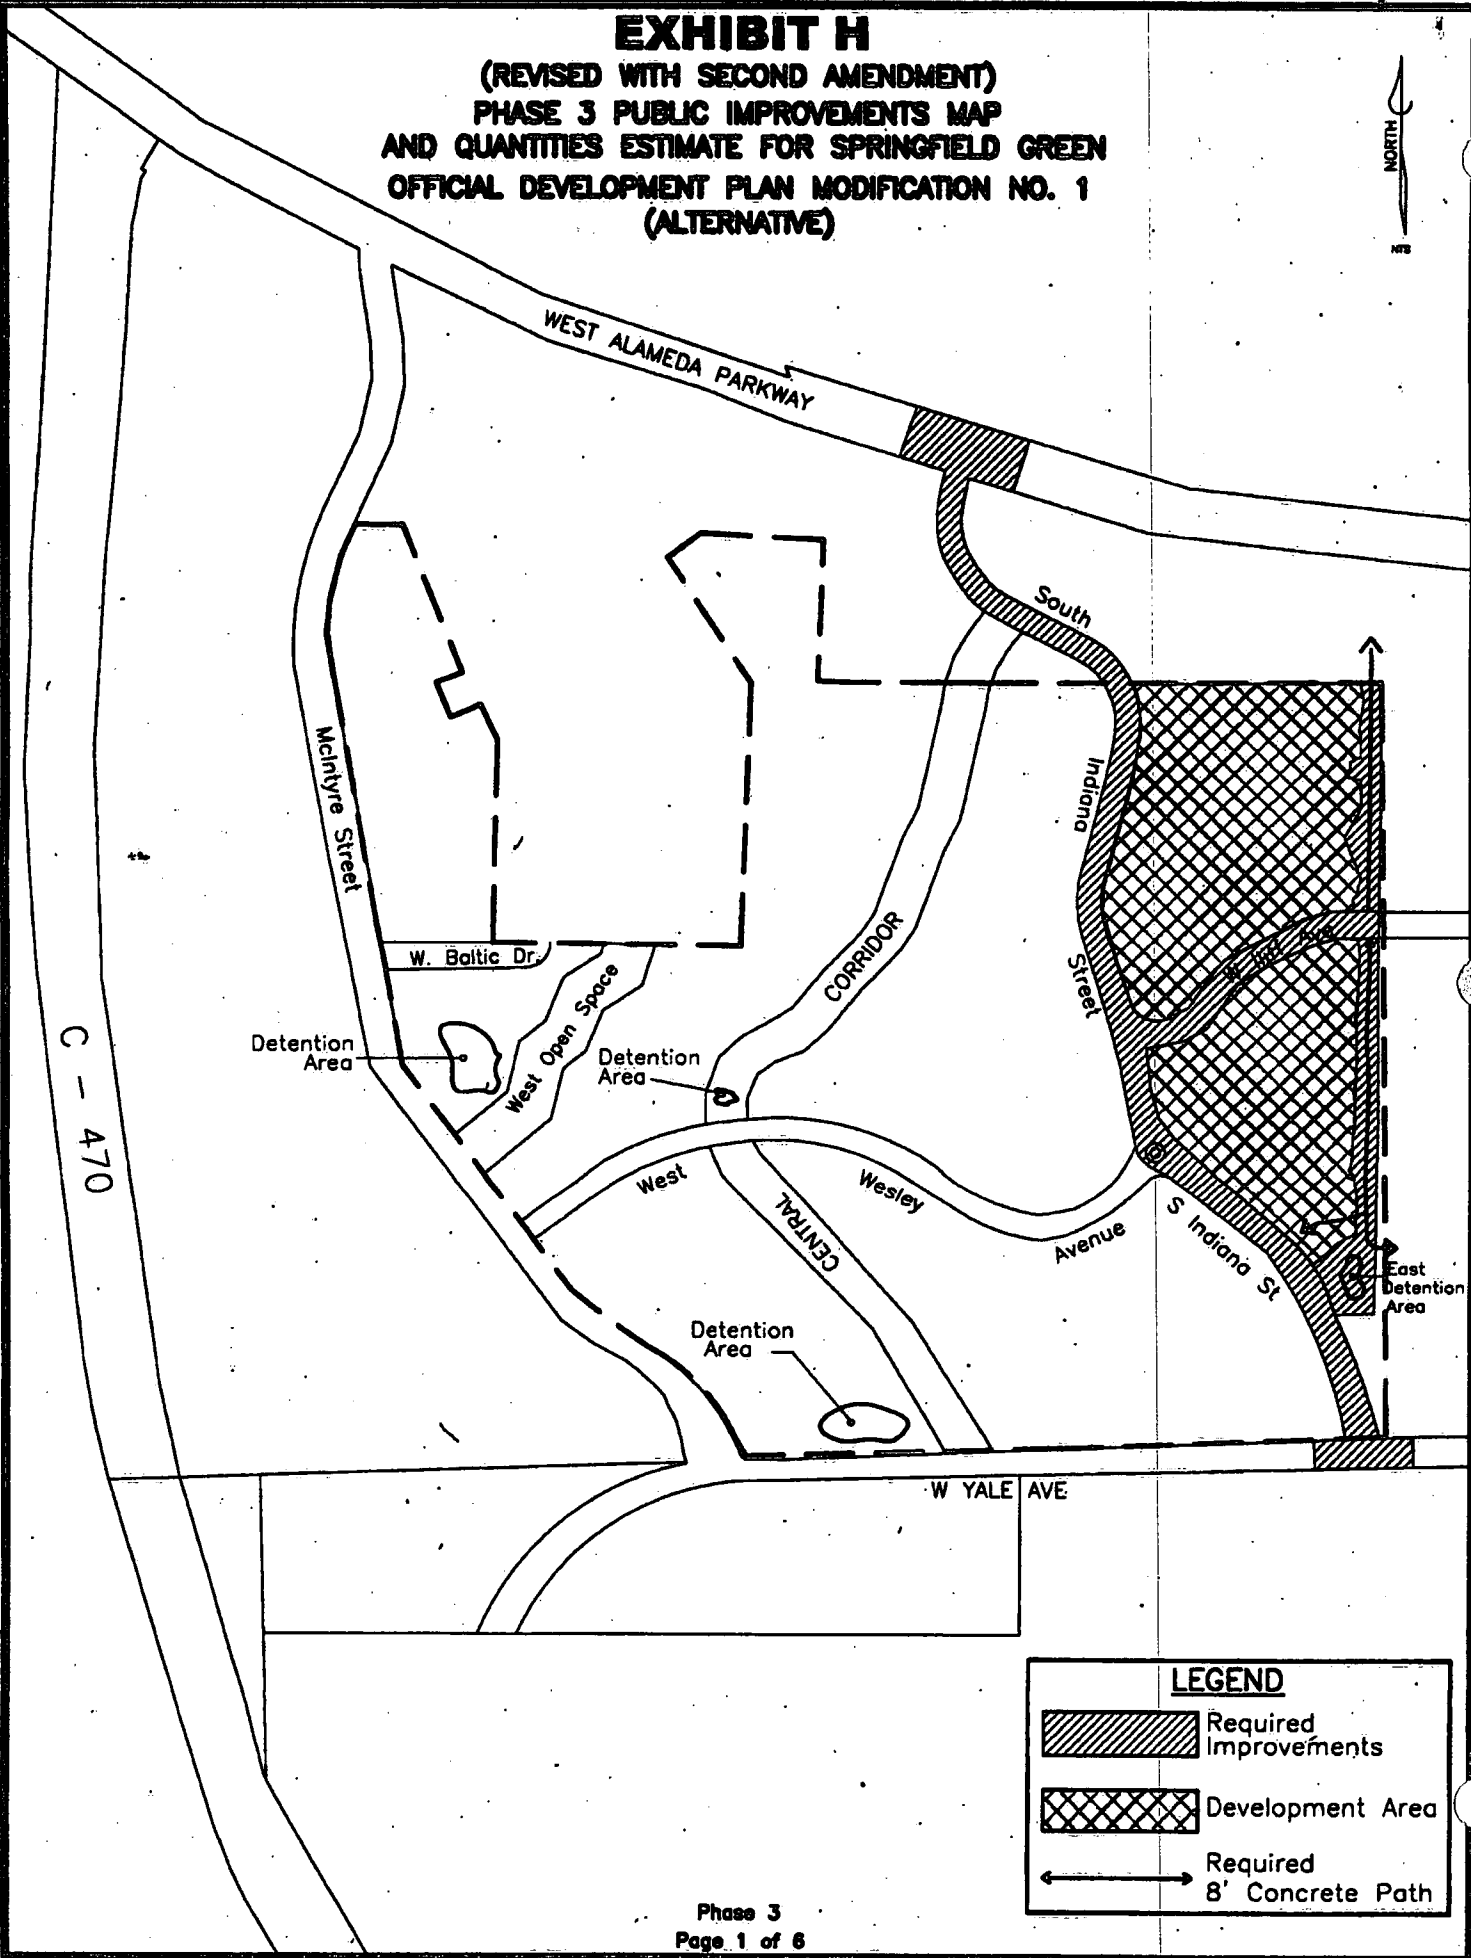 EXHIBIT H
(REVISED WITH SECOND AMENDMENT)
PHASE 3 PUBLIC IMPROVEMENTS MAP
AND QUANTITIES ESTIMATE FOR SPRINGFIELD GREEN
OFFICIAL DEVELOPMENT PLAN MODIFICATION NO. 1
(ALTERNATIVE)
NORTH
NTS
WEST ALAMEDA PARKWAY
South
Indiana
Street
McIntyre Street
W. Baltic Dr.
West Open Space
CORRIDOR
C - 470
Detention
Area
Detention
Area
West
Wesley
Avenue
CENTRAL
S Indiana St
East
Detention
Area
Detention
Area
W YALE AVE
LEGEND
Required
Improvements
Development Area
Required
8' Concrete Path
Phase 3
Page 1 of 6